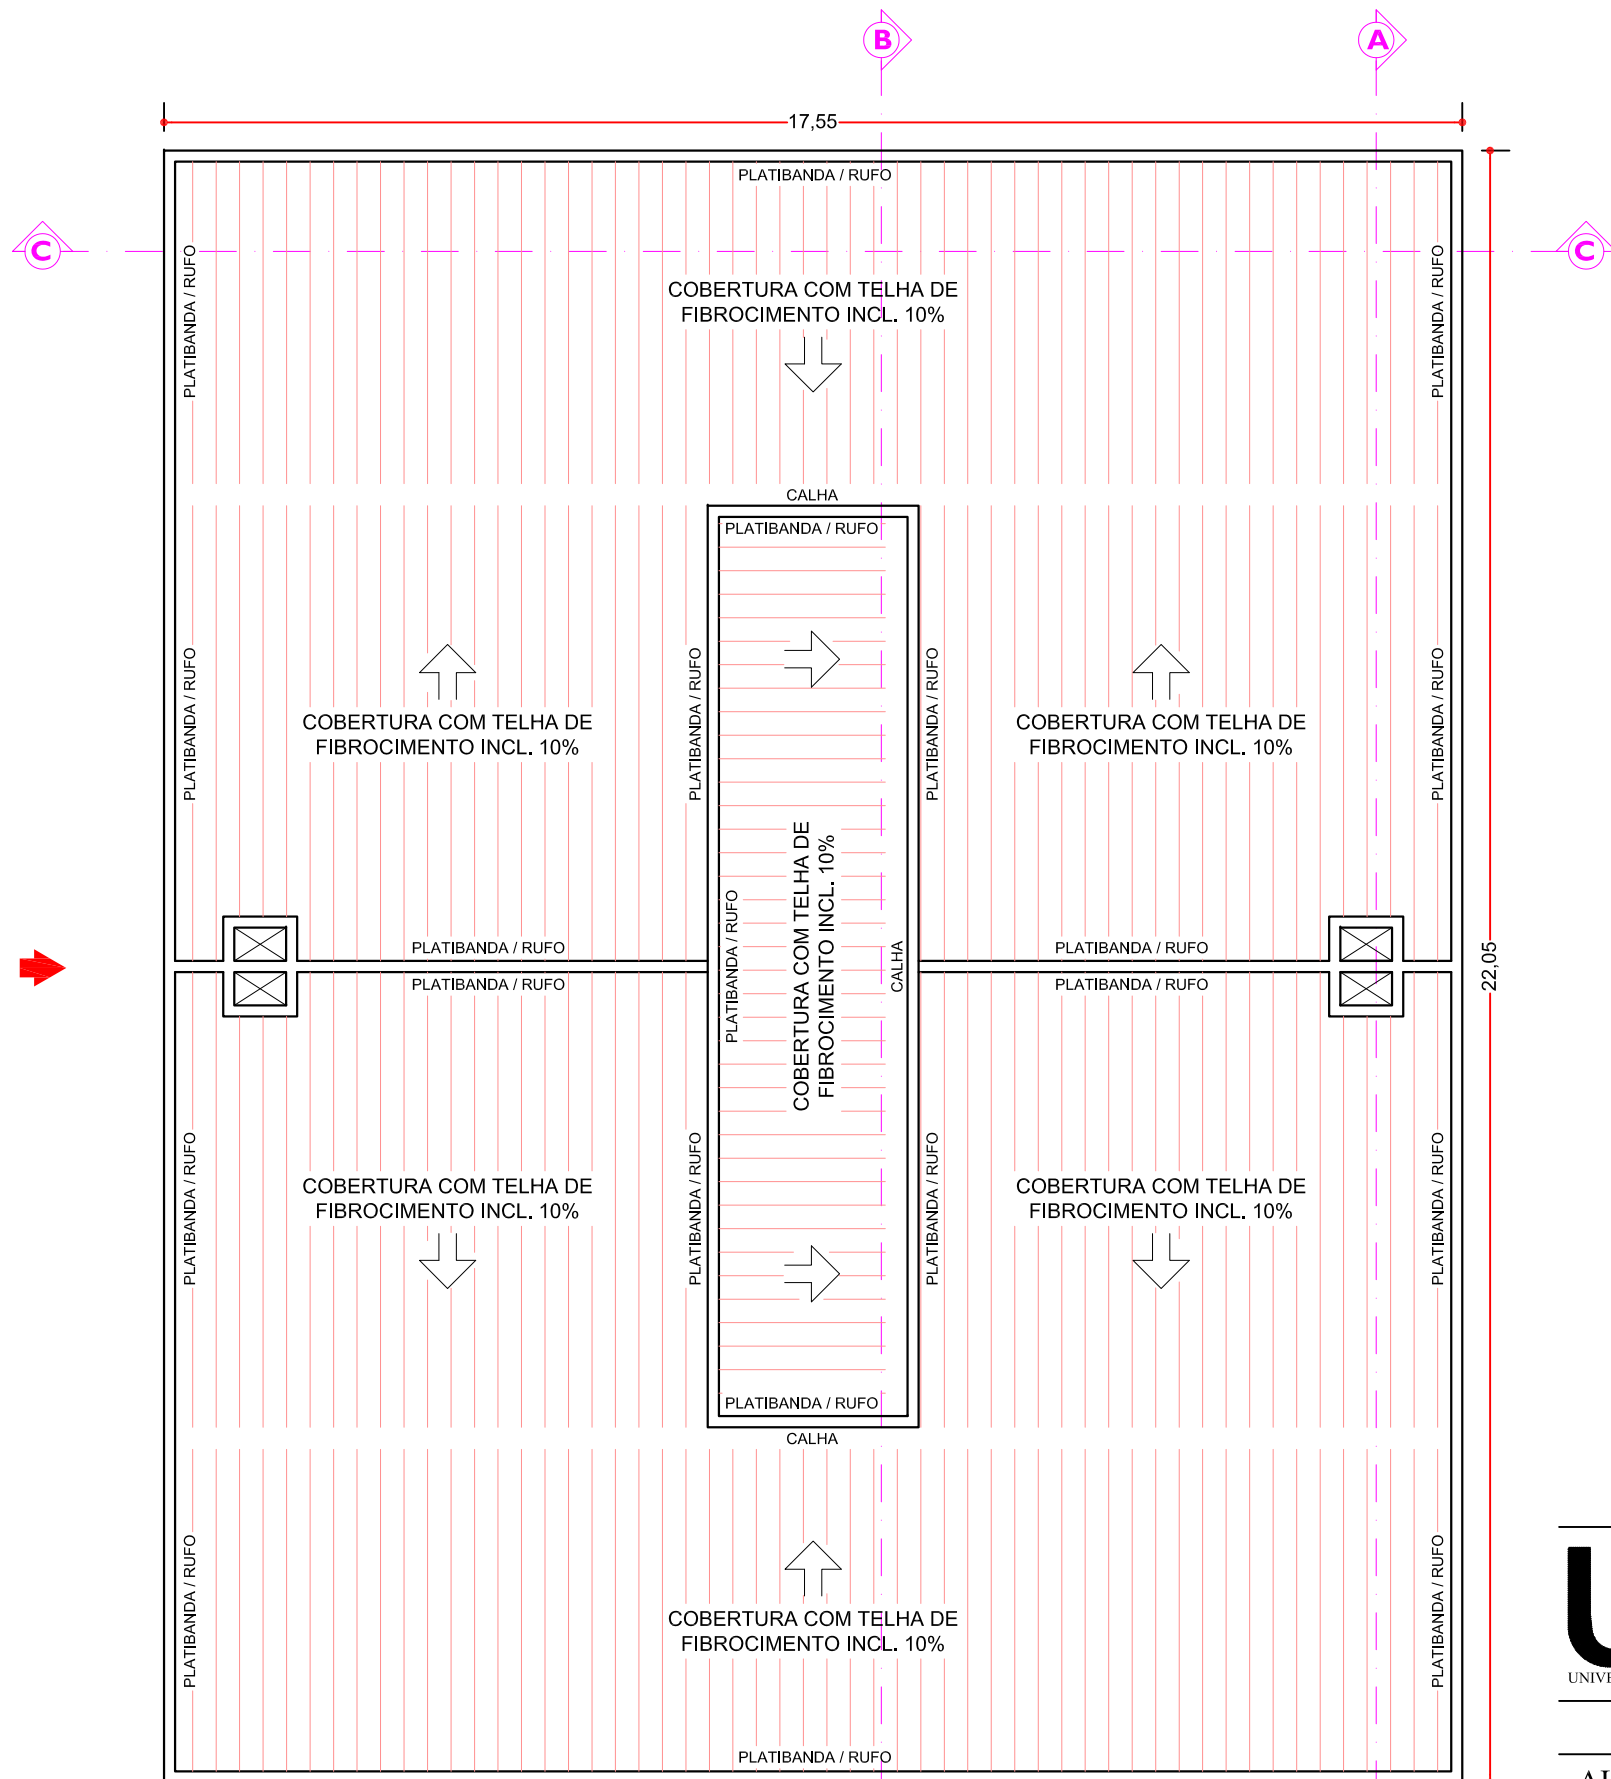 B
A
17,55
PLATIBANDA / RUFO
C
C
PLATIBANDA / RUFO
PLATIBANDA / RUFO
COBERTURA COM TELHA DE
FIBROCIMENTO INCL. 10%
CALHA
PLATIBANDA / RUFO
PLATIBANDA / RUFO
PLATIBANDA / RUFO
PLATIBANDA / RUFO
PLATIBANDA / RUFO
COBERTURA COM TELHA DE
FIBROCIMENTO INCL. 10%
COBERTURA COM TELHA DE
FIBROCIMENTO INCL. 10%
COBERTURA COM TELHA DE
FIBROCIMENTO INCL. 10%
PLATIBANDA / RUFO
CALHA
PLATIBANDA / RUFO
PLATIBANDA / RUFO
22,05
PLATIBANDA / RUFO
PLATIBANDA / RUFO
PLATIBANDA / RUFO
PLATIBANDA / RUFO
PLATIBANDA / RUFO
PLATIBANDA / RUFO
COBERTURA COM TELHA DE
FIBROCIMENTO INCL. 10%
COBERTURA COM TELHA DE
FIBROCIMENTO INCL. 10%
PLATIBANDA / RUFO
CALHA
PLATIBANDA / RUFO
PLATIBANDA / RUFO
COBERTURA COM TELHA DE
FIBROCIMENTO INCL. 10%
U
UNIVE
PLATIBANDA / RUFO